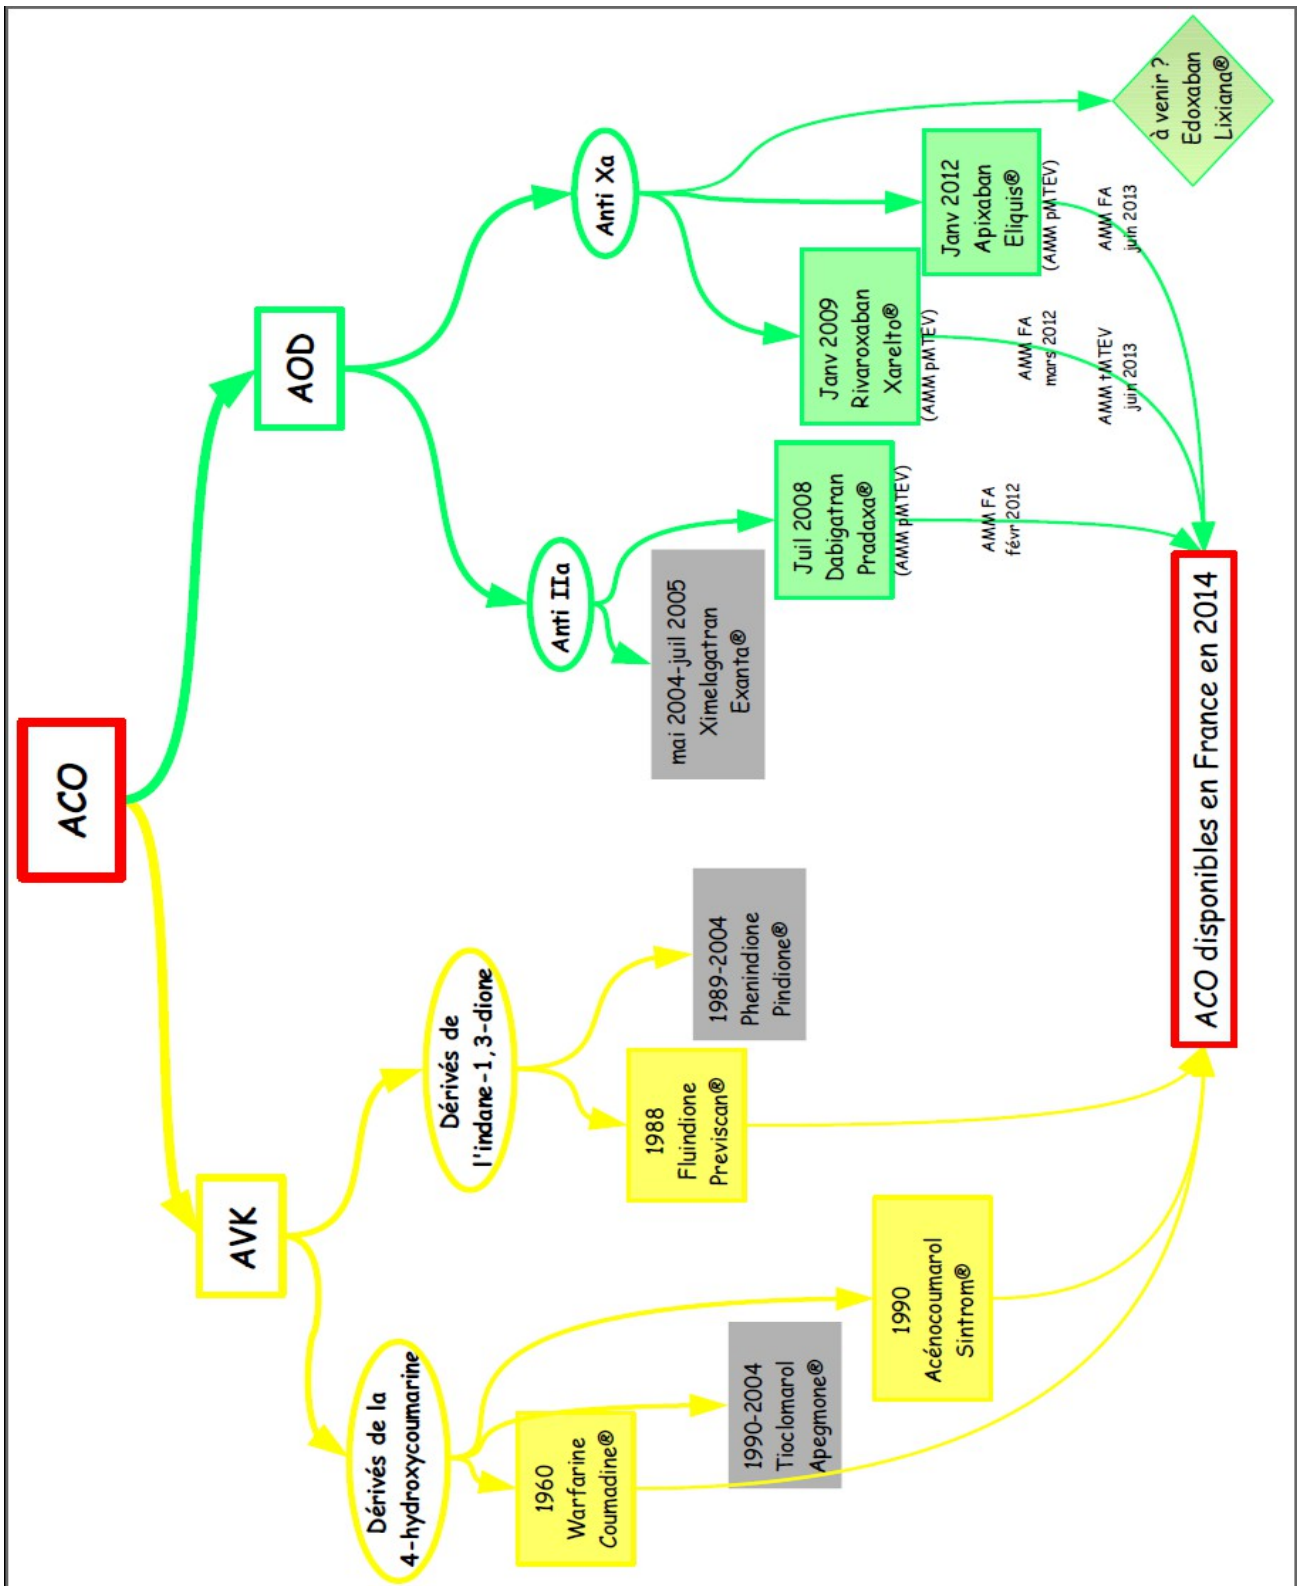 ACO
AVK
AOD
Dérivés de la
4-hydroxycoumarine
Dérivés de
l'indane-1,3-dione
Anti IIa
Anti Xa
1960
Warfarine
Coumadine®
1990-2004
Tioclomarol
Apegmone®
1990
Acénocoumarol
Sintrom®
1988
Fluindione
Previscan®
1989-2004
Phenindione
Pindione®
mai 2004-juil 2005
Ximelagatran
Exanta®
Juil 2008
Dabigatran
Pradaxa®
(AMM pMTEV)
AMM FA
févr 2012
Janv 2009
Rivaroxaban
Xarelto®
(AMM pMTEV)
AMM FA
mars 2012
AMM tMTEV
juin 2013
Janv 2012
Apixaban
Eliquis®
(AMM pMTEV)
AMM FA
juin 2013
à venir ?
Edoxaban
Lixiana®
ACO disponibles en France en 2014